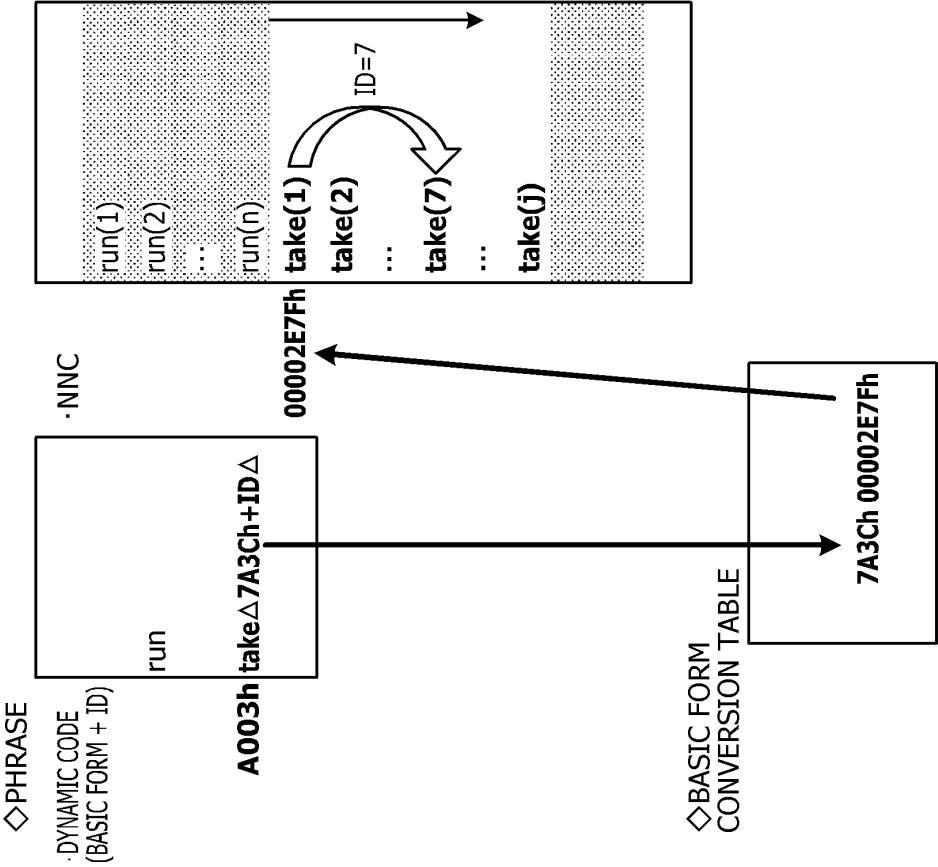 ◇PHRASE
·DYNAMIC CODE
(BASIC FORM + ID)
run
A003h take△7A3Ch+ID△
·NNC
run(1)
run(2)
...
run(n)
00002E7Fh take(1)
take(2)
ID=7
...
take(7)
...
take(j)
◇BASIC FORM
CONVERSION TABLE
7A3Ch 00002E7Fh